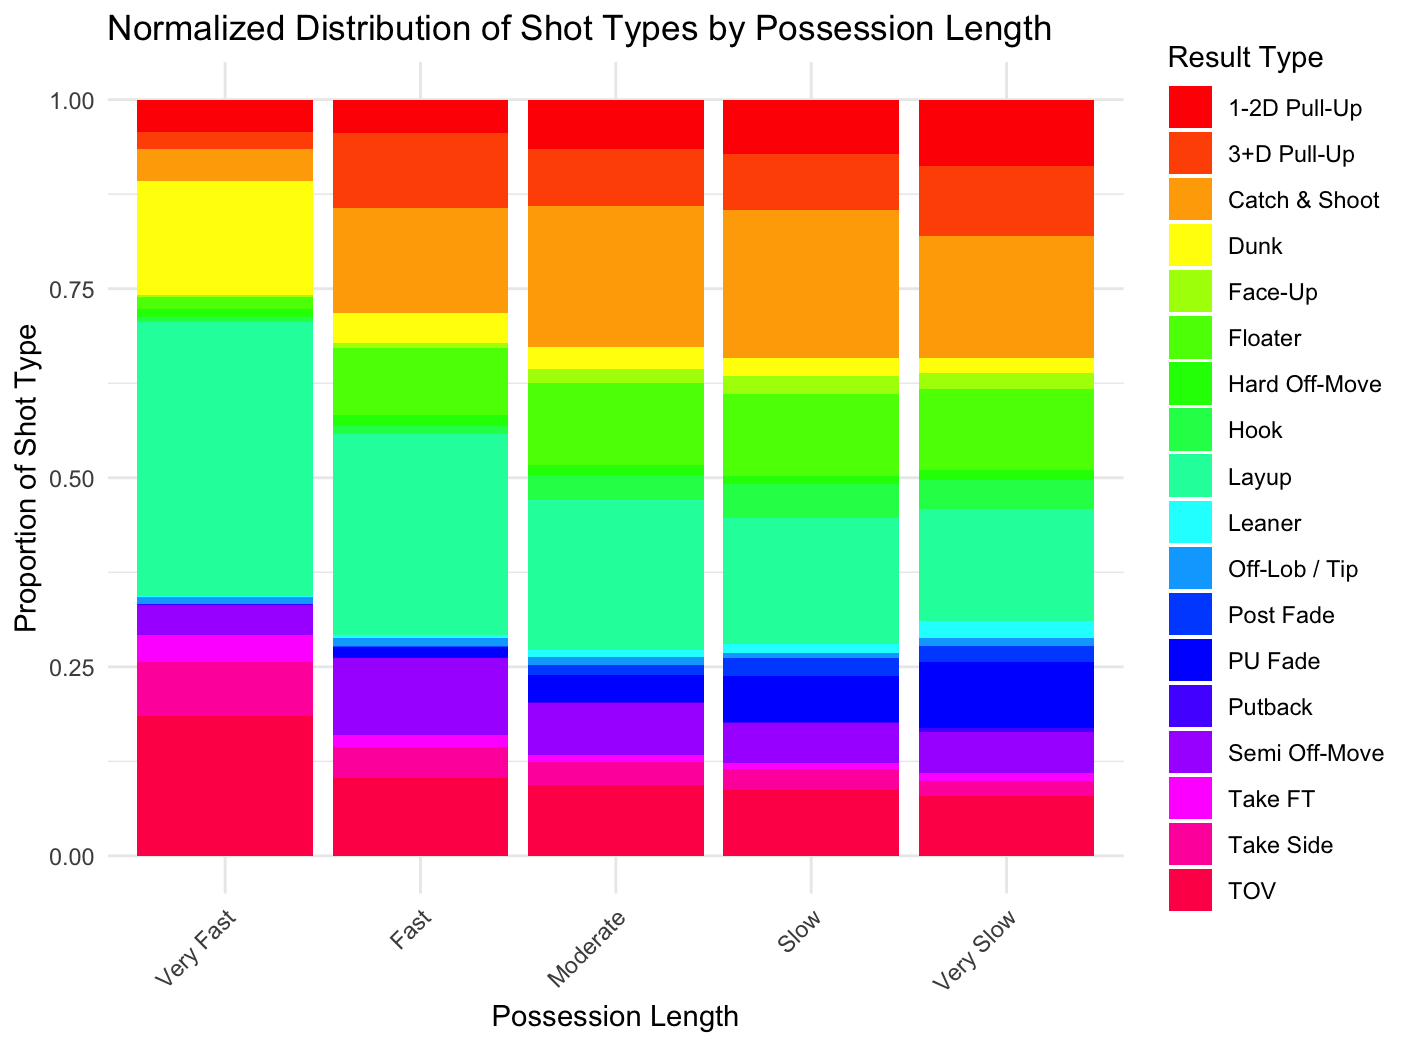 Normalized Distribution of Shot Types by Possession Length
Result Type
1-2D Pull-Up
3+D Pull-Up
Catch & Shoot
Dunk
Face-Up
Floater
Hard Off-Move
Hook
Layup
Leaner
Off-Lob / Tip
Post Fade
PU Fade
Putback
Semi Off-Move
Take FT
Take Side
TOV
Proportion of Shot Type
1.00
0.75
0.50
0.25
0.00
Very Fast
Fast
Moderate
Slow
Very Slow
Possession Length